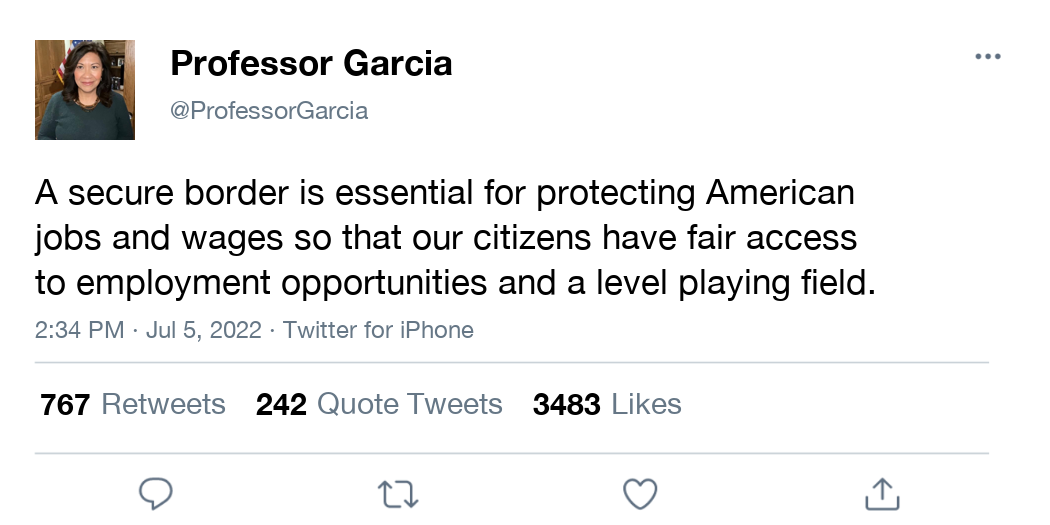 Professor Garcia
@ProfessorGarcia
A secure border is essential for protecting American
jobs and wages so that our citizens have fair access
to employment opportunities and a level playing field.
2:34 PM · Jul 5, 2022 · Twitter for iPhone
767 Retweets 242 Quote Tweets 3483 Likes